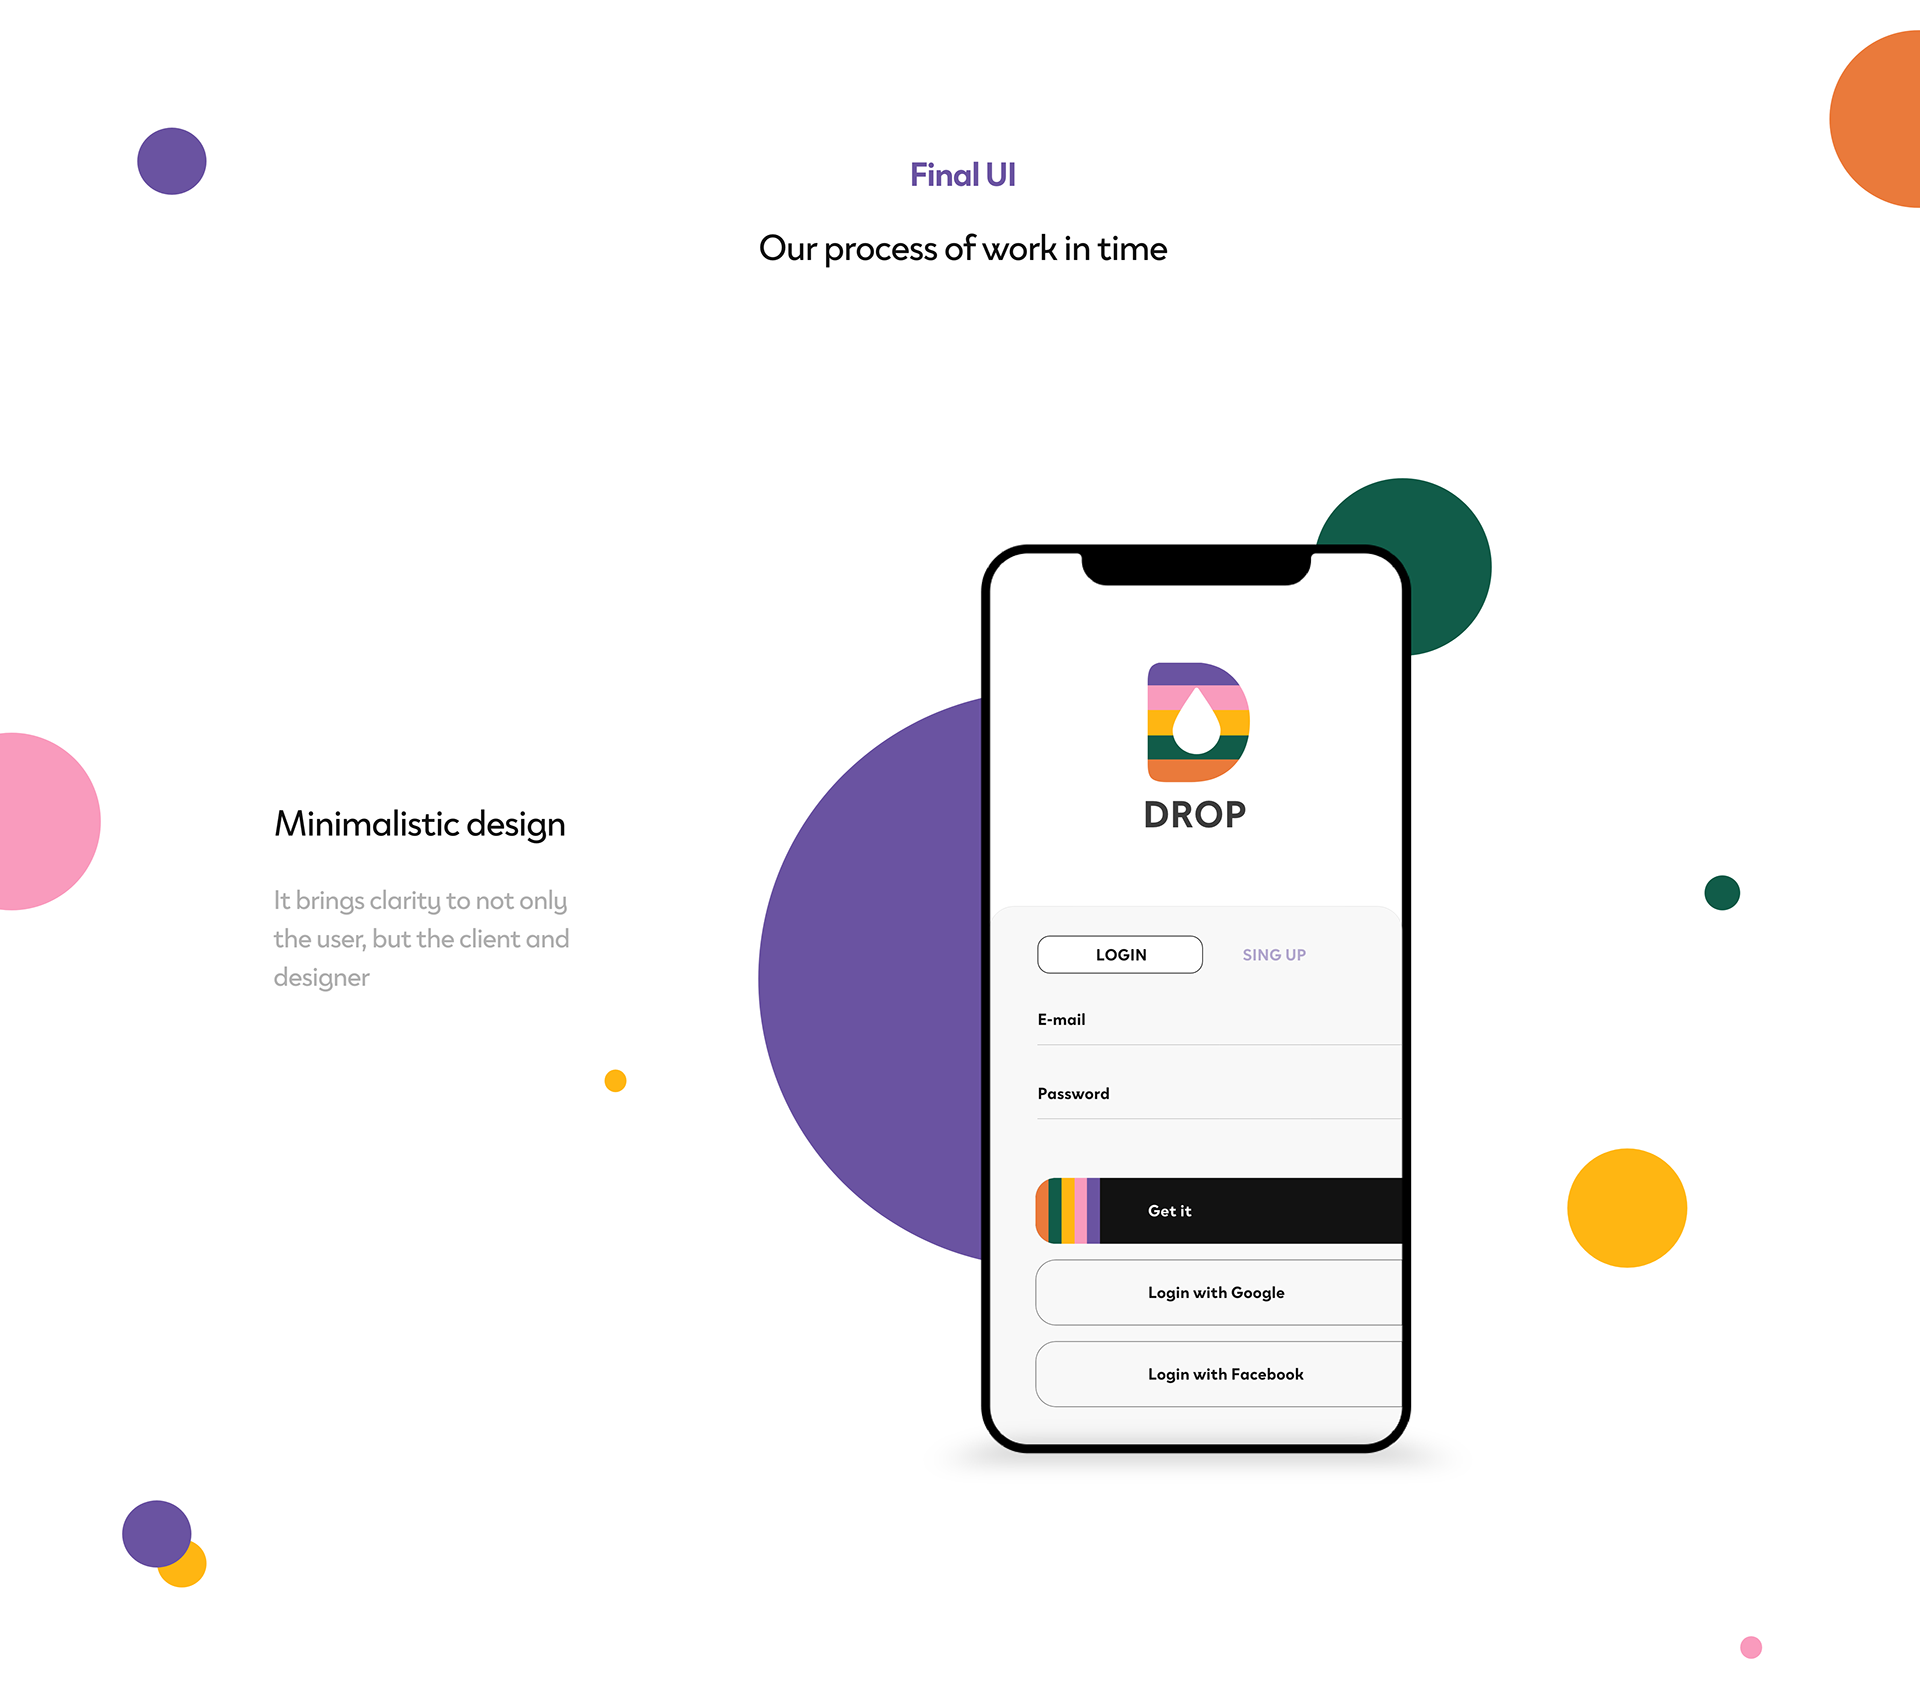 Final UI
Our process of work in time
Minimalistic design
It brings clarity to not only
the user, but the client and
designer
DROP
LOGIN
SING UP
E-mail
Password
Get it
Login with Google
Login with Facebook